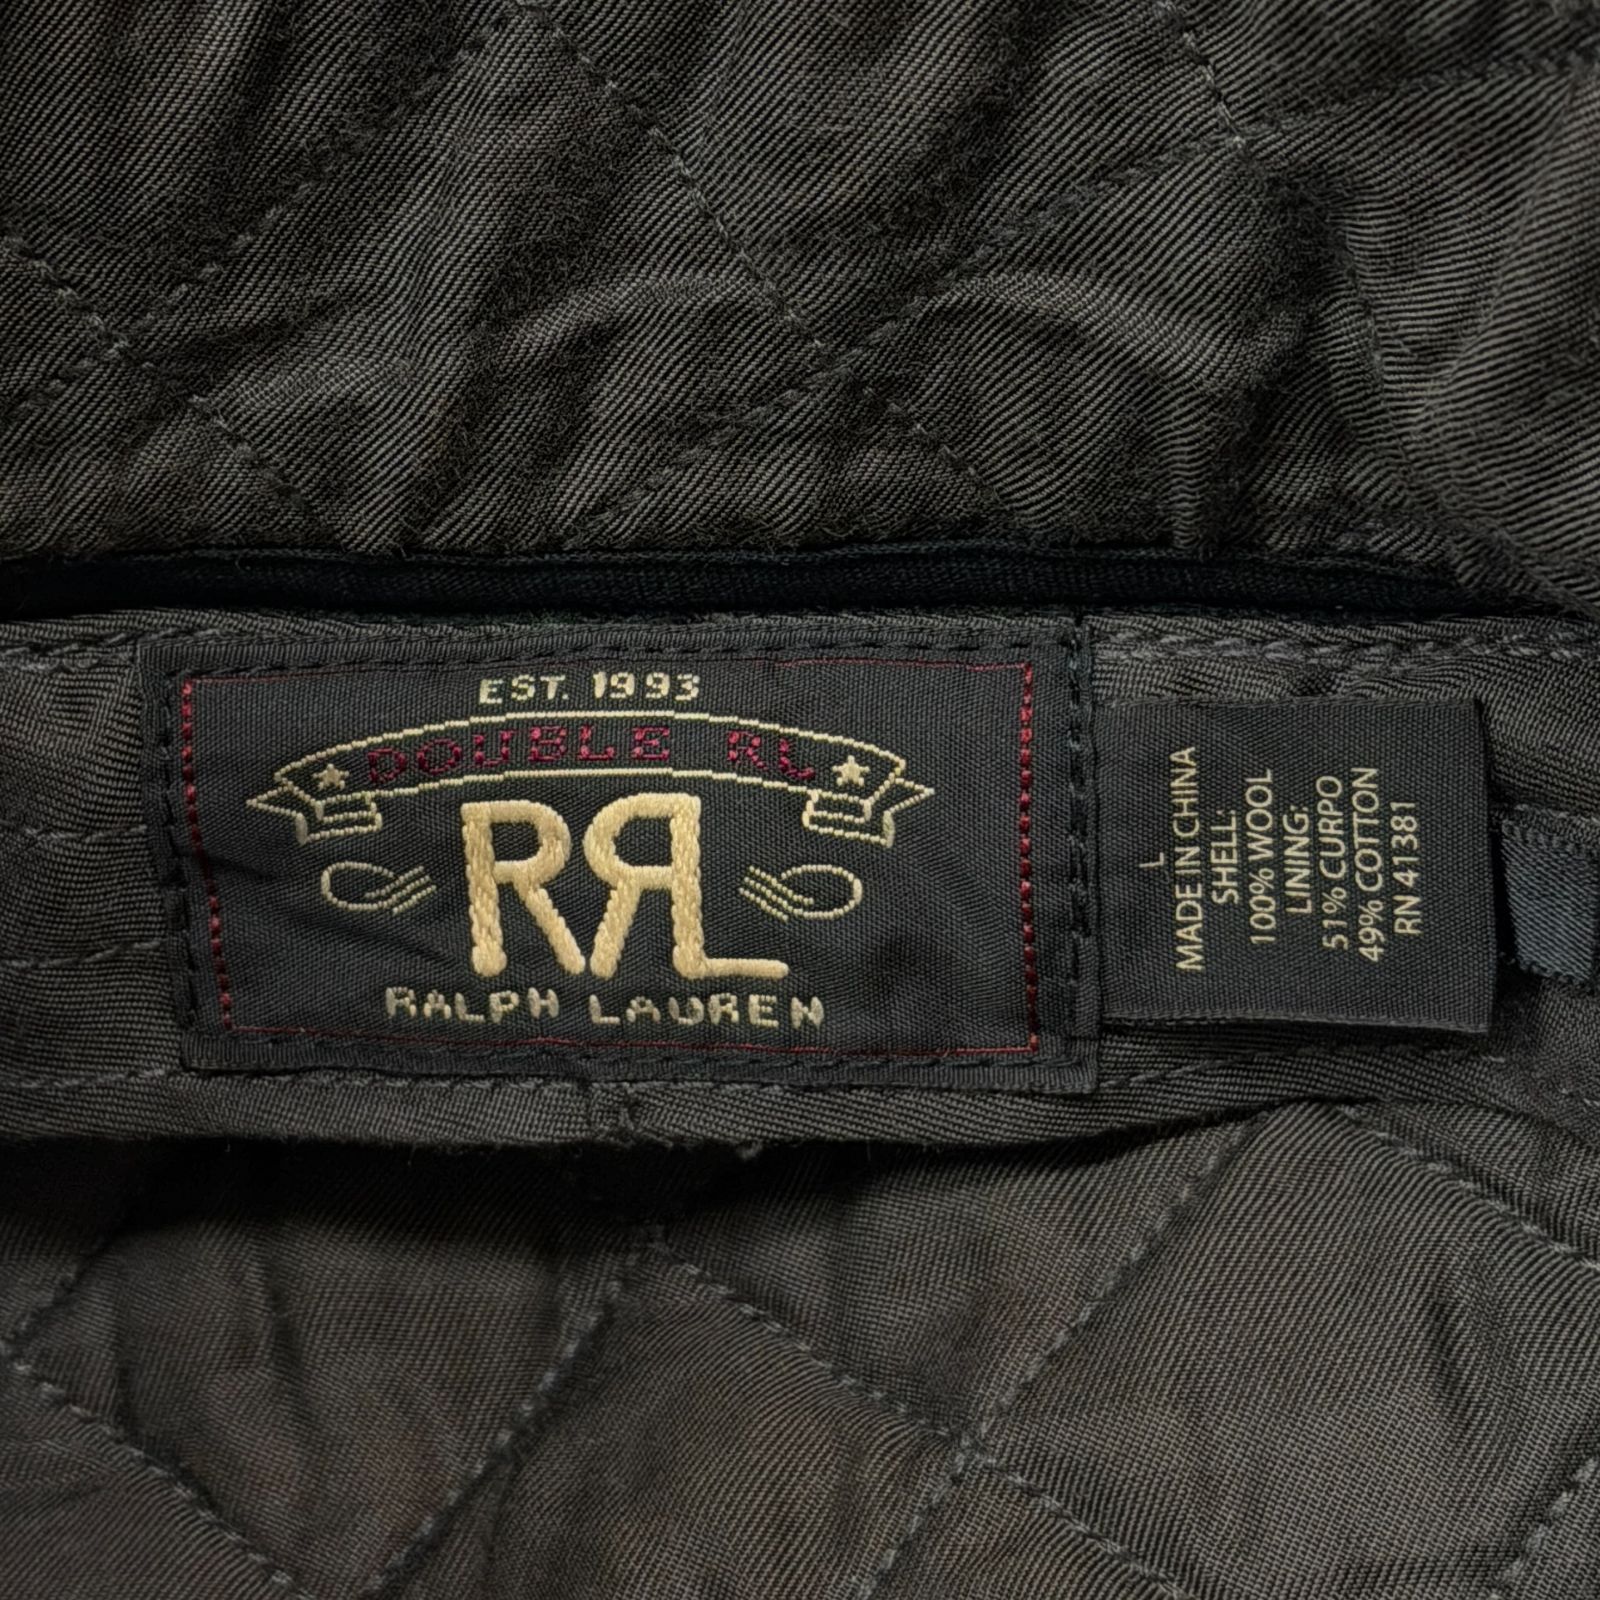 EST. 1993
DOUBLE RL
RRL
RALPH LAUREN
L
MADE IN CHINA
SHELL:
100% WOOL
LINING:
51% CURPO
49% COTTON
RN 41381